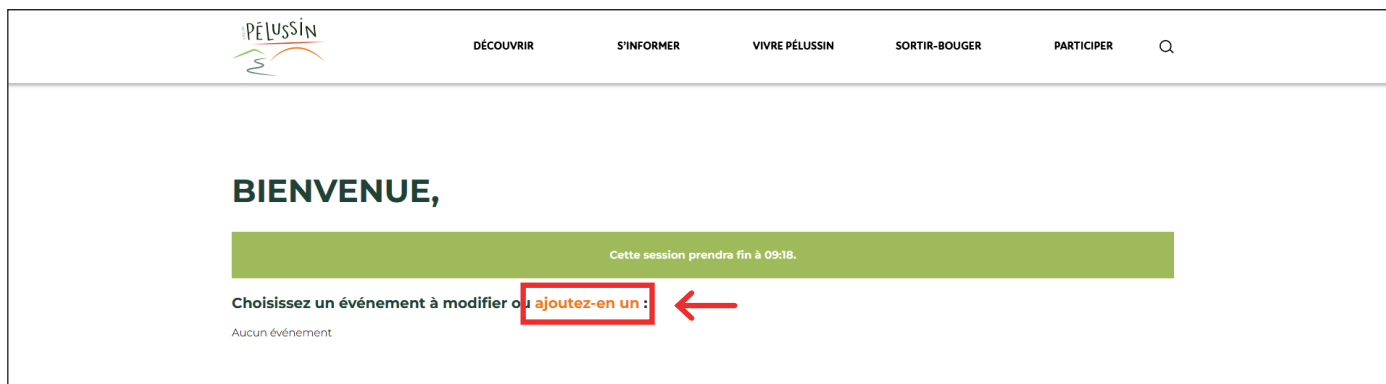 PÉLUSSIN
DÉCOUVRIR S'INFORMER VIVRE PÉLUSSIN SORTIR-BOUGER PARTICIPER
BIENVENUE,
Cette session prendra fin à 09:18.
Choisissez un événement à modifier ou ajoutez-en un :
Aucun événement